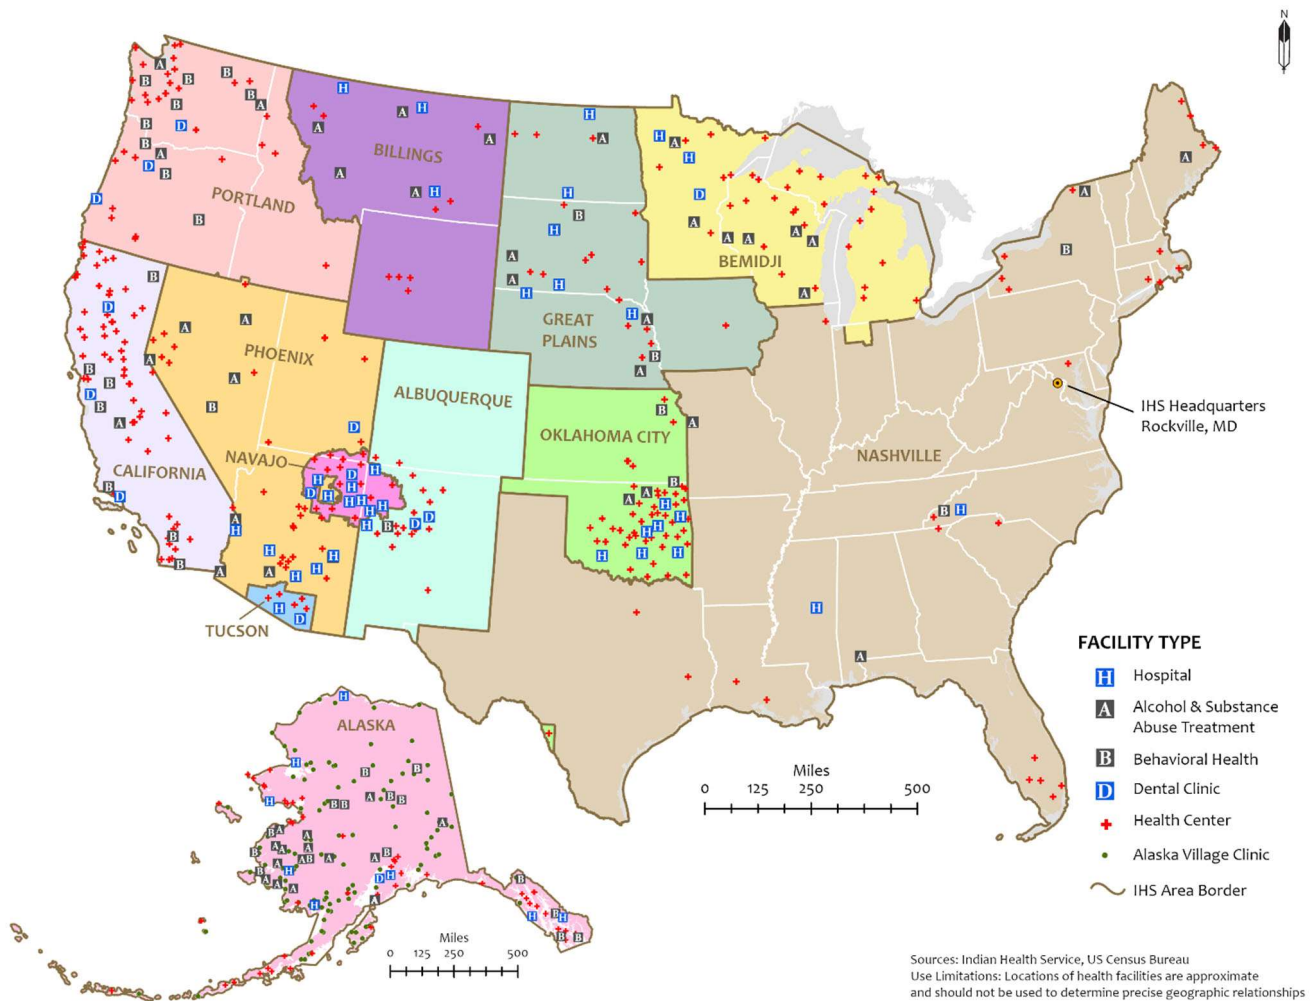 N
BILLINGS
PORTLAND
BEMIDJI
GREAT
PLAINS
PHOENIX
ALBUQUERQUE
IHS Headquarters
Rockville, MD
OKLAHOMA CITY
NASHVILLE
NAVAJO
CALIFORNIA
TUCSON
FACILITY TYPE
H Hospital
A Alcohol & Substance
Abuse Treatment
B Behavioral Health
D Dental Clinic
Health Center
Alaska Village Clinic
IHS Area Border
ALASKA
Miles
0 125 250 500
Miles
0 125 250 500
Sources: Indian Health Service, US Census Bureau
Use Limitations: Locations of health facilities are approximate
and should not be used to determine precise geographic relationships